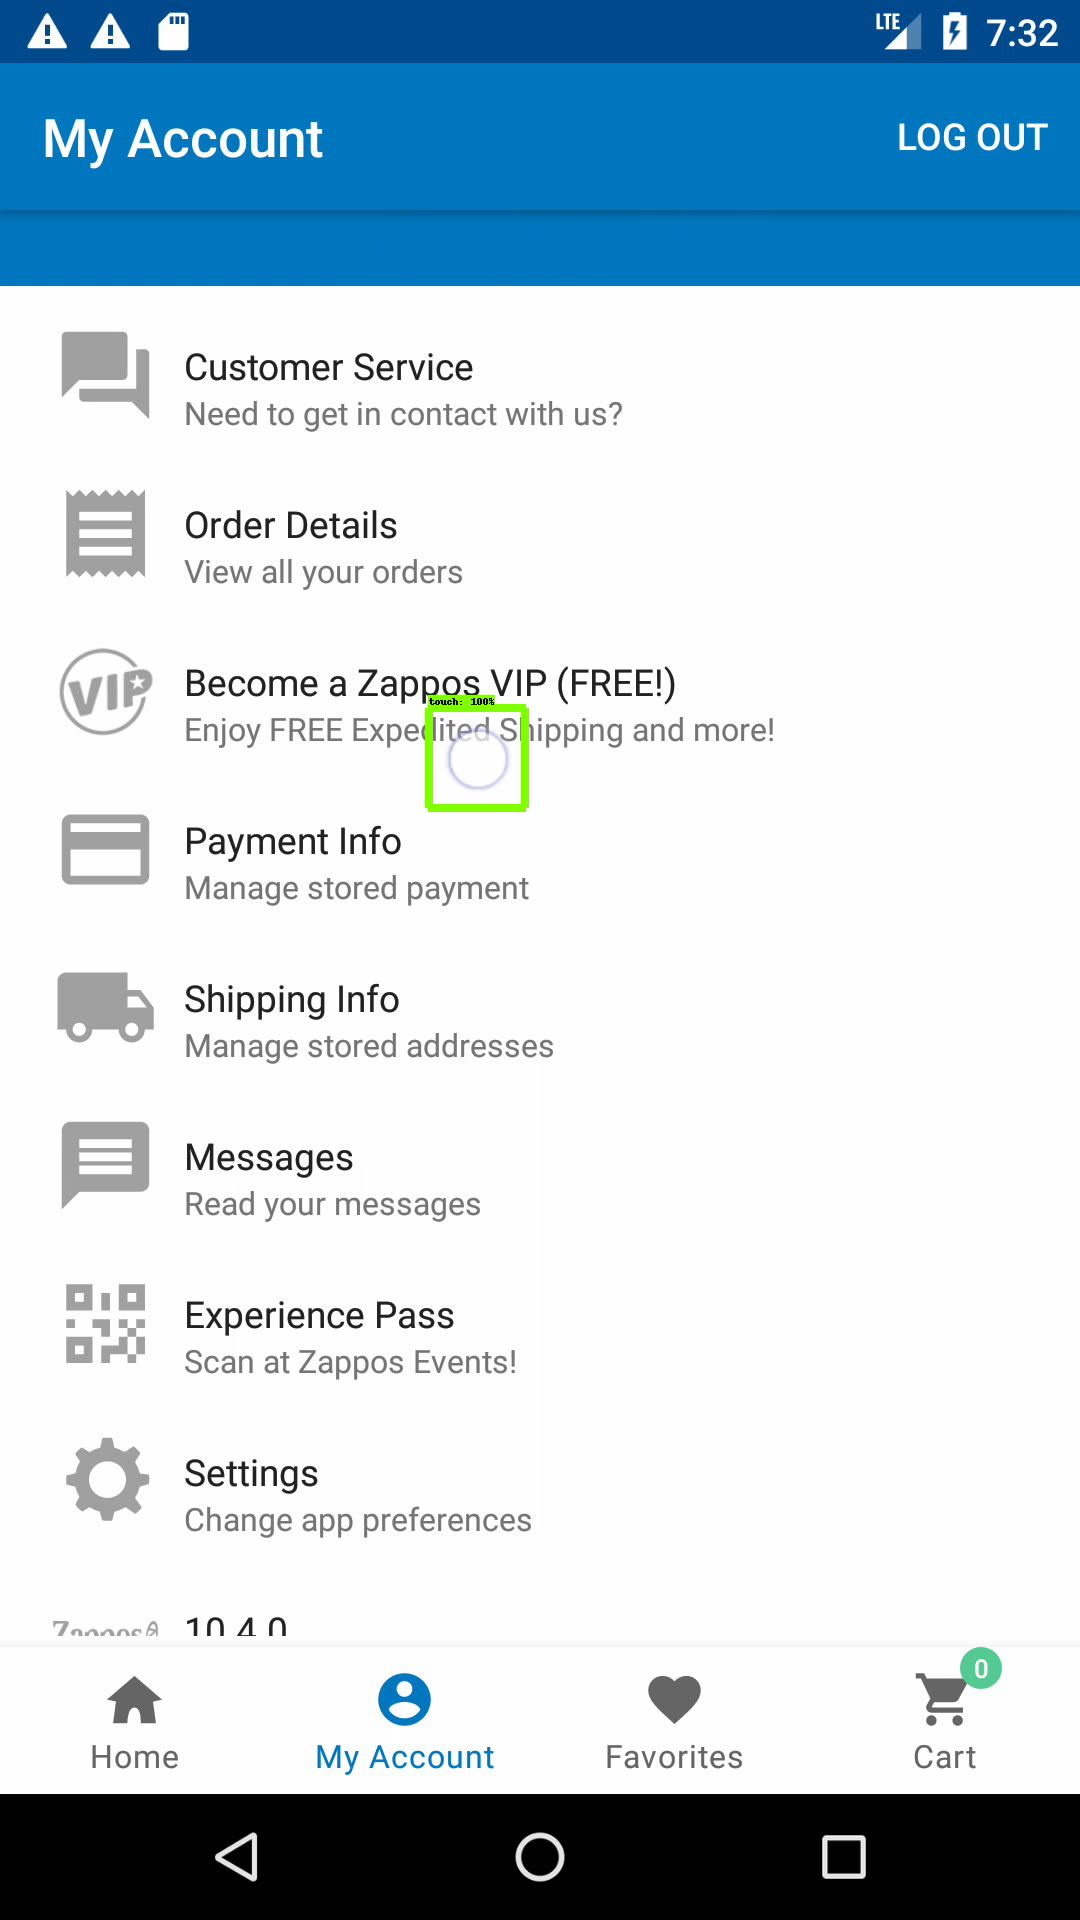 LTE 7:32
My Account LOG OUT
Customer Service
Need to get in contact with us?
Order Details
View all your orders
VIP
Become a Zappos VIP (FREE!)
touch: 100%
Enjoy FREE Expedited Shipping and more!
Payment Info
Manage stored payment
Shipping Info
Manage stored addresses
Messages
Read your messages
Experience Pass
Scan at Zappos Events!
Settings
Change app preferences
Zappos 10.4.0
0
Home My Account Favorites Cart